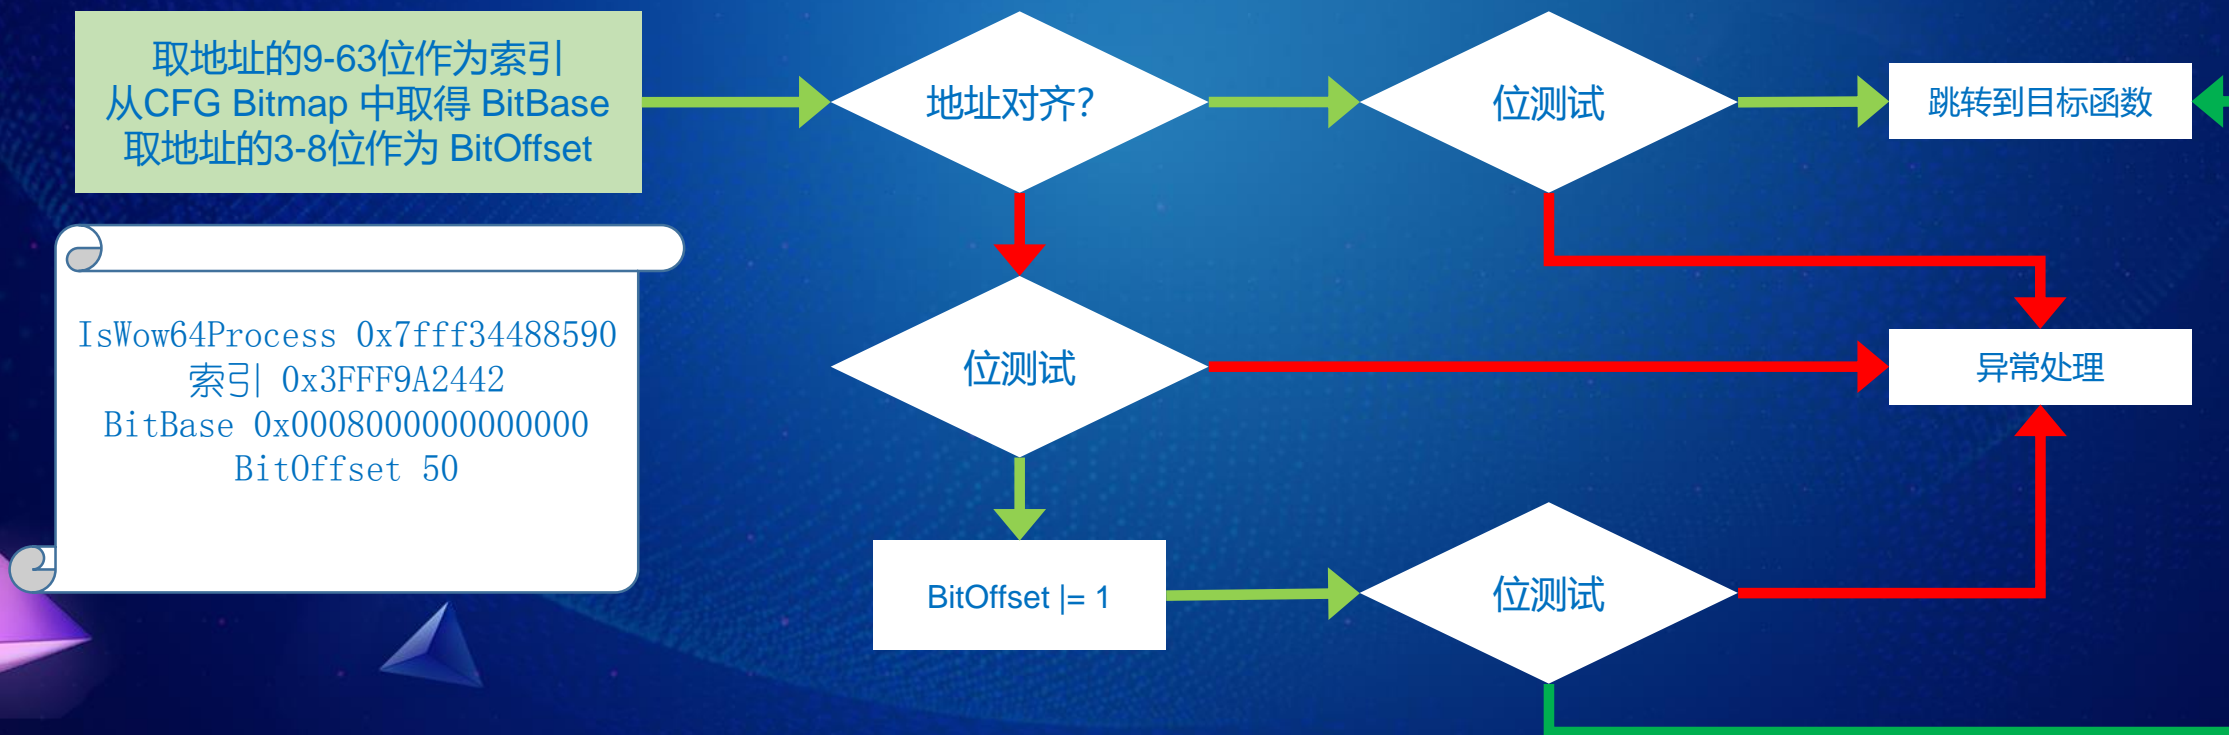 取地址的9-63位作为索引
从CFG Bitmap 中取得 BitBase
取地址的3-8位作为 BitOffset
地址对齐?
位测试
跳转到目标函数
IsWow64Process 0x7fff34488590
索引 0x3FFF9A2442
BitBase 0x0008000000000000
BitOffset 50
位测试
异常处理
BitOffset |= 1
位测试